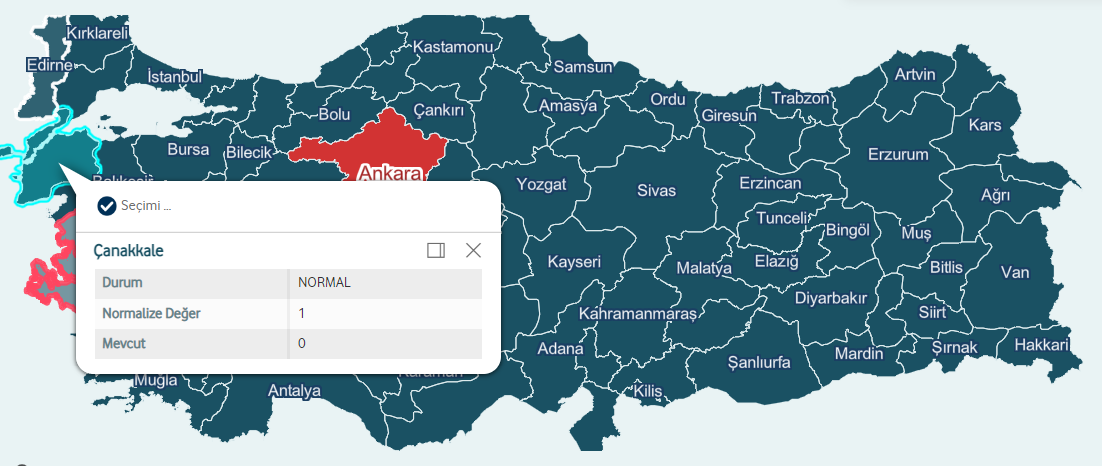 Kırklareli
Edirne
İstanbul
Kastamonu
Samsun
Artvin
Bolu
Çankırı
Amasya
Ordu
Trabzon
Giresun
Kars
Bursa
Bilecik
Erzurum
Ankara
Yozgat
Sivas
Erzincan
Ağrı
Tunceli
Bingöl
Muş
Kayseri
Malatya
Elazığ
Bitlis
Van
Diyarbakır
Kahramanmaraş
Siirt
Adana
Şanlıurfa
Mardin
Şırnak
Hakkari
Muğla
Antalya
Kilis
Seçimi ...
Çanakkale
Durum NORMAL
Normalize Değer 1
Mevcut 0